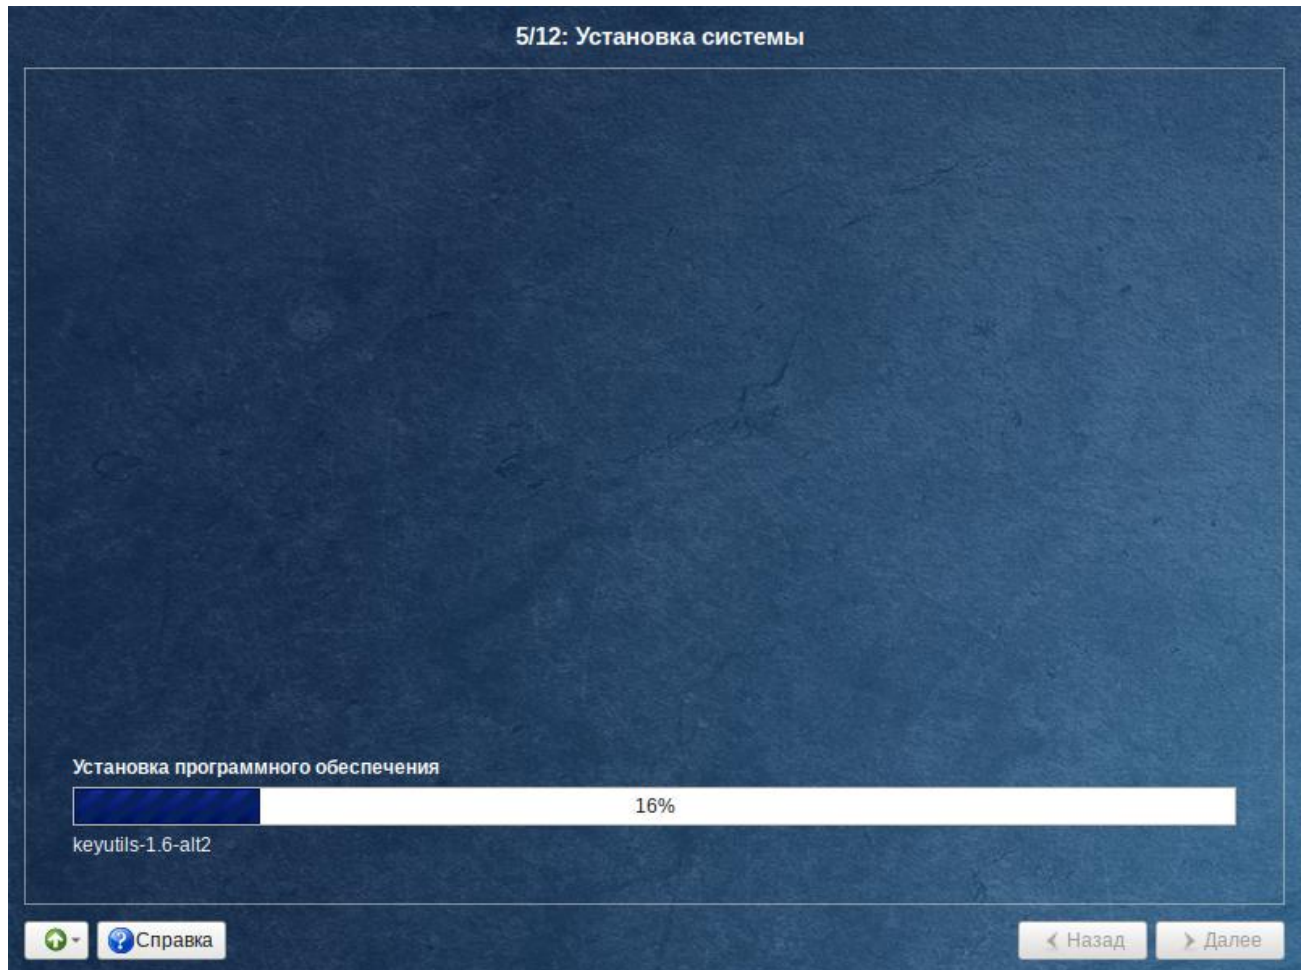 5/12: Установка системы
Установка программного обеспечения
16%
keyutils-1.6-alt2
Справка
Назад
Далее